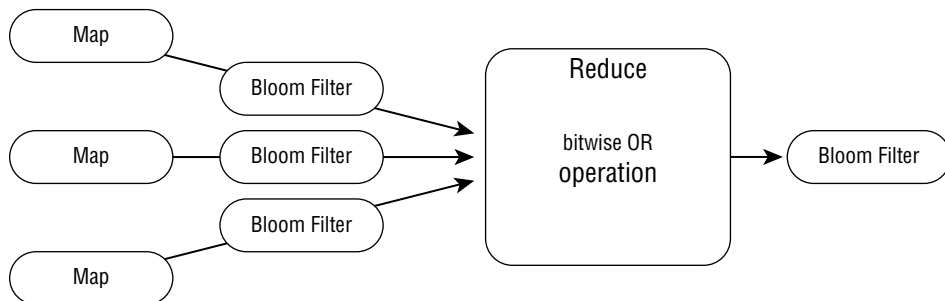 Map
Bloom Filter
Map
Bloom Filter
Bloom Filter
Map
Reduce
bitwise OR
operation
Bloom Filter